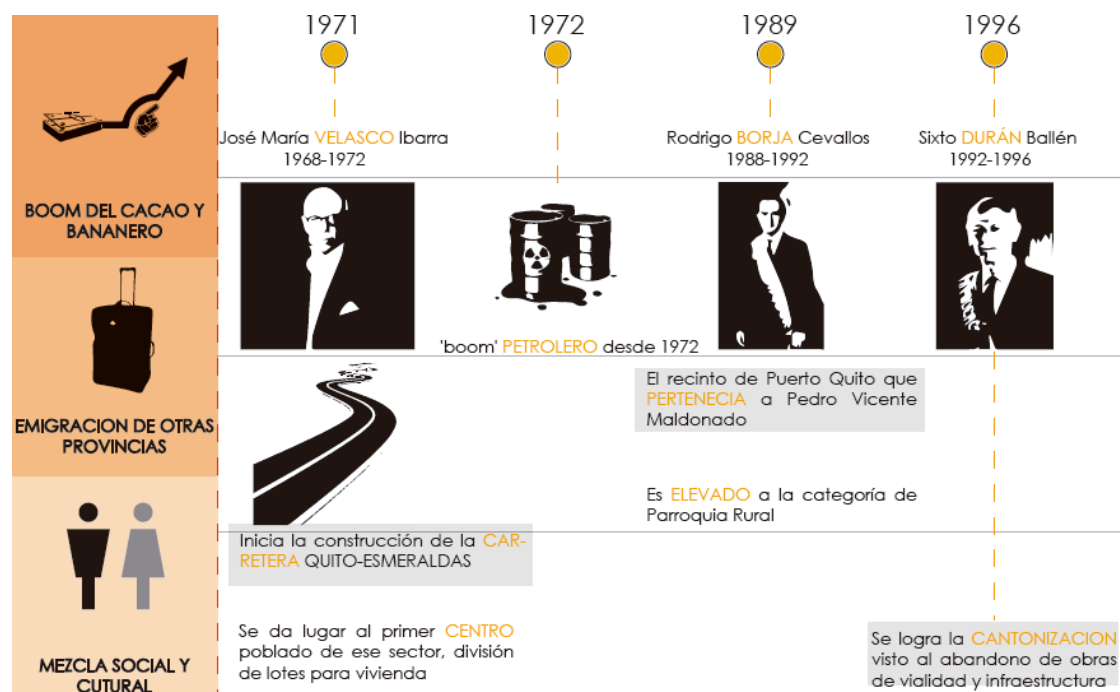 1971
1972
1989
1996
José María VELASCO Ibarra
1968-1972
Rodrigo BORJA Cevallos
1988-1992
Sixto DURÁN Ballén
1992-1996
BOOM DEL CACAO Y
BANANERO
'boom' PETROLERO desde 1972
EMIGRACION DE OTRAS
PROVINCIAS
El recinto de Puerto Quito que
PERTENECIA a Pedro Vicente
Maldonado
Es ELEVADO a la categoría de
Parroquia Rural
Inicia la construcción de la CAR-
RETERA QUITO-ESMERALDAS
MEZCLA SOCIAL Y
CUTURAL
Se da lugar al primer CENTRO
poblado de ese sector, división
de lotes para vivienda
Se logra la CANTONIZACION
visto al abandono de obras
de vialidad y infraestructura